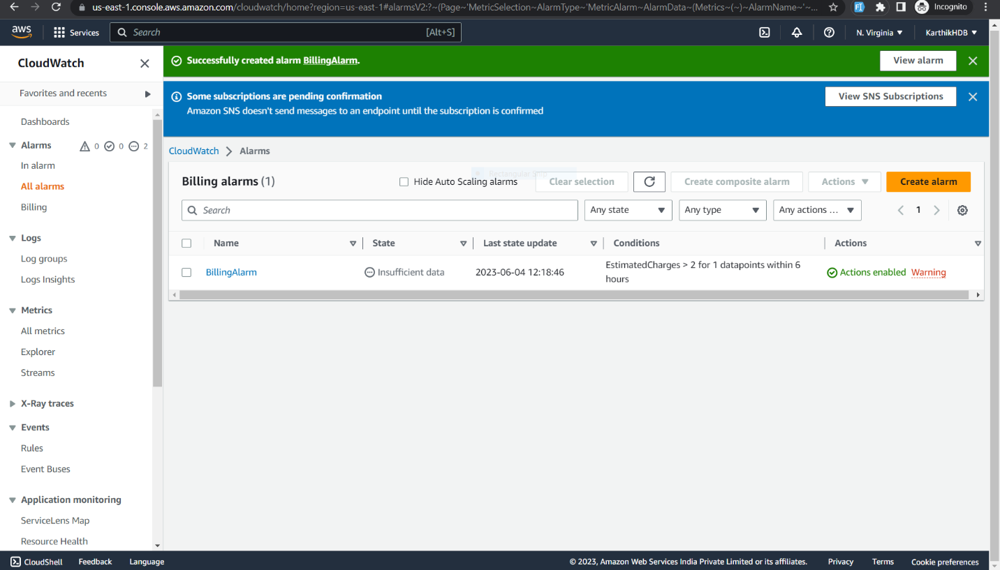 us-east-1.console.aws.amazon.com/cloudwatch/home?region=us-east-1#alarmsV2:?~(Page~'MetricSelection~AlarmType~'MetricAlarm~AlarmData~(Metrics~(~)~AlarmName~'~...
Incognito
aws
Services
Search
[Alt+S]
N. Virginia
KarthikHDB
CloudWatch
Favorites and recents
Dashboards
Alarms 0 0 2
In alarm
All alarms
Billing
Logs
Log groups
Logs Insights
Metrics
All metrics
Explorer
Streams
X-Ray traces
Events
Rules
Event Buses
Application monitoring
ServiceLens Map
Resource Health
Successfully created alarm BillingAlarm.
View alarm
Some subscriptions are pending confirmation
Amazon SNS doesn't send messages to an endpoint until the subscription is confirmed
View SNS Subscriptions
CloudWatch > Alarms
Billing alarms (1)
Rectangular Snip
Hide Auto Scaling alarms
Clear selection
Create composite alarm
Actions
Create alarm
Search
Any state
Any type
Any actions ...
1
Name State Last state update Conditions Actions
BillingAlarm Insufficient data 2023-06-04 12:18:46 EstimatedCharges > 2 for 1 datapoints within 6
hours
Actions enabled Warning
CloudShell Feedback Language
© 2023, Amazon Web Services India Private Limited or its affiliates. Privacy Terms Cookie preferences